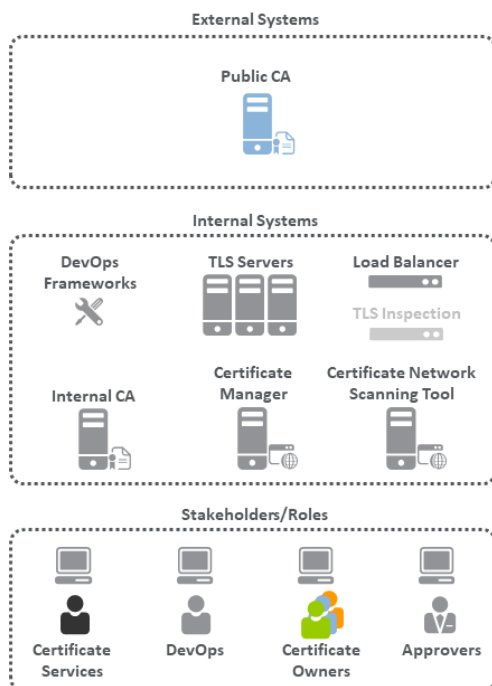 External Systems
Public CA
Internal Systems
DevOps
Frameworks
TLS Servers
Load Balancer
TLS Inspection
Internal CA
Certificate
Manager
Certificate Network
Scanning Tool
Stakeholders/Roles
Certificate
Services
DevOps
Certificate
Owners
Approvers